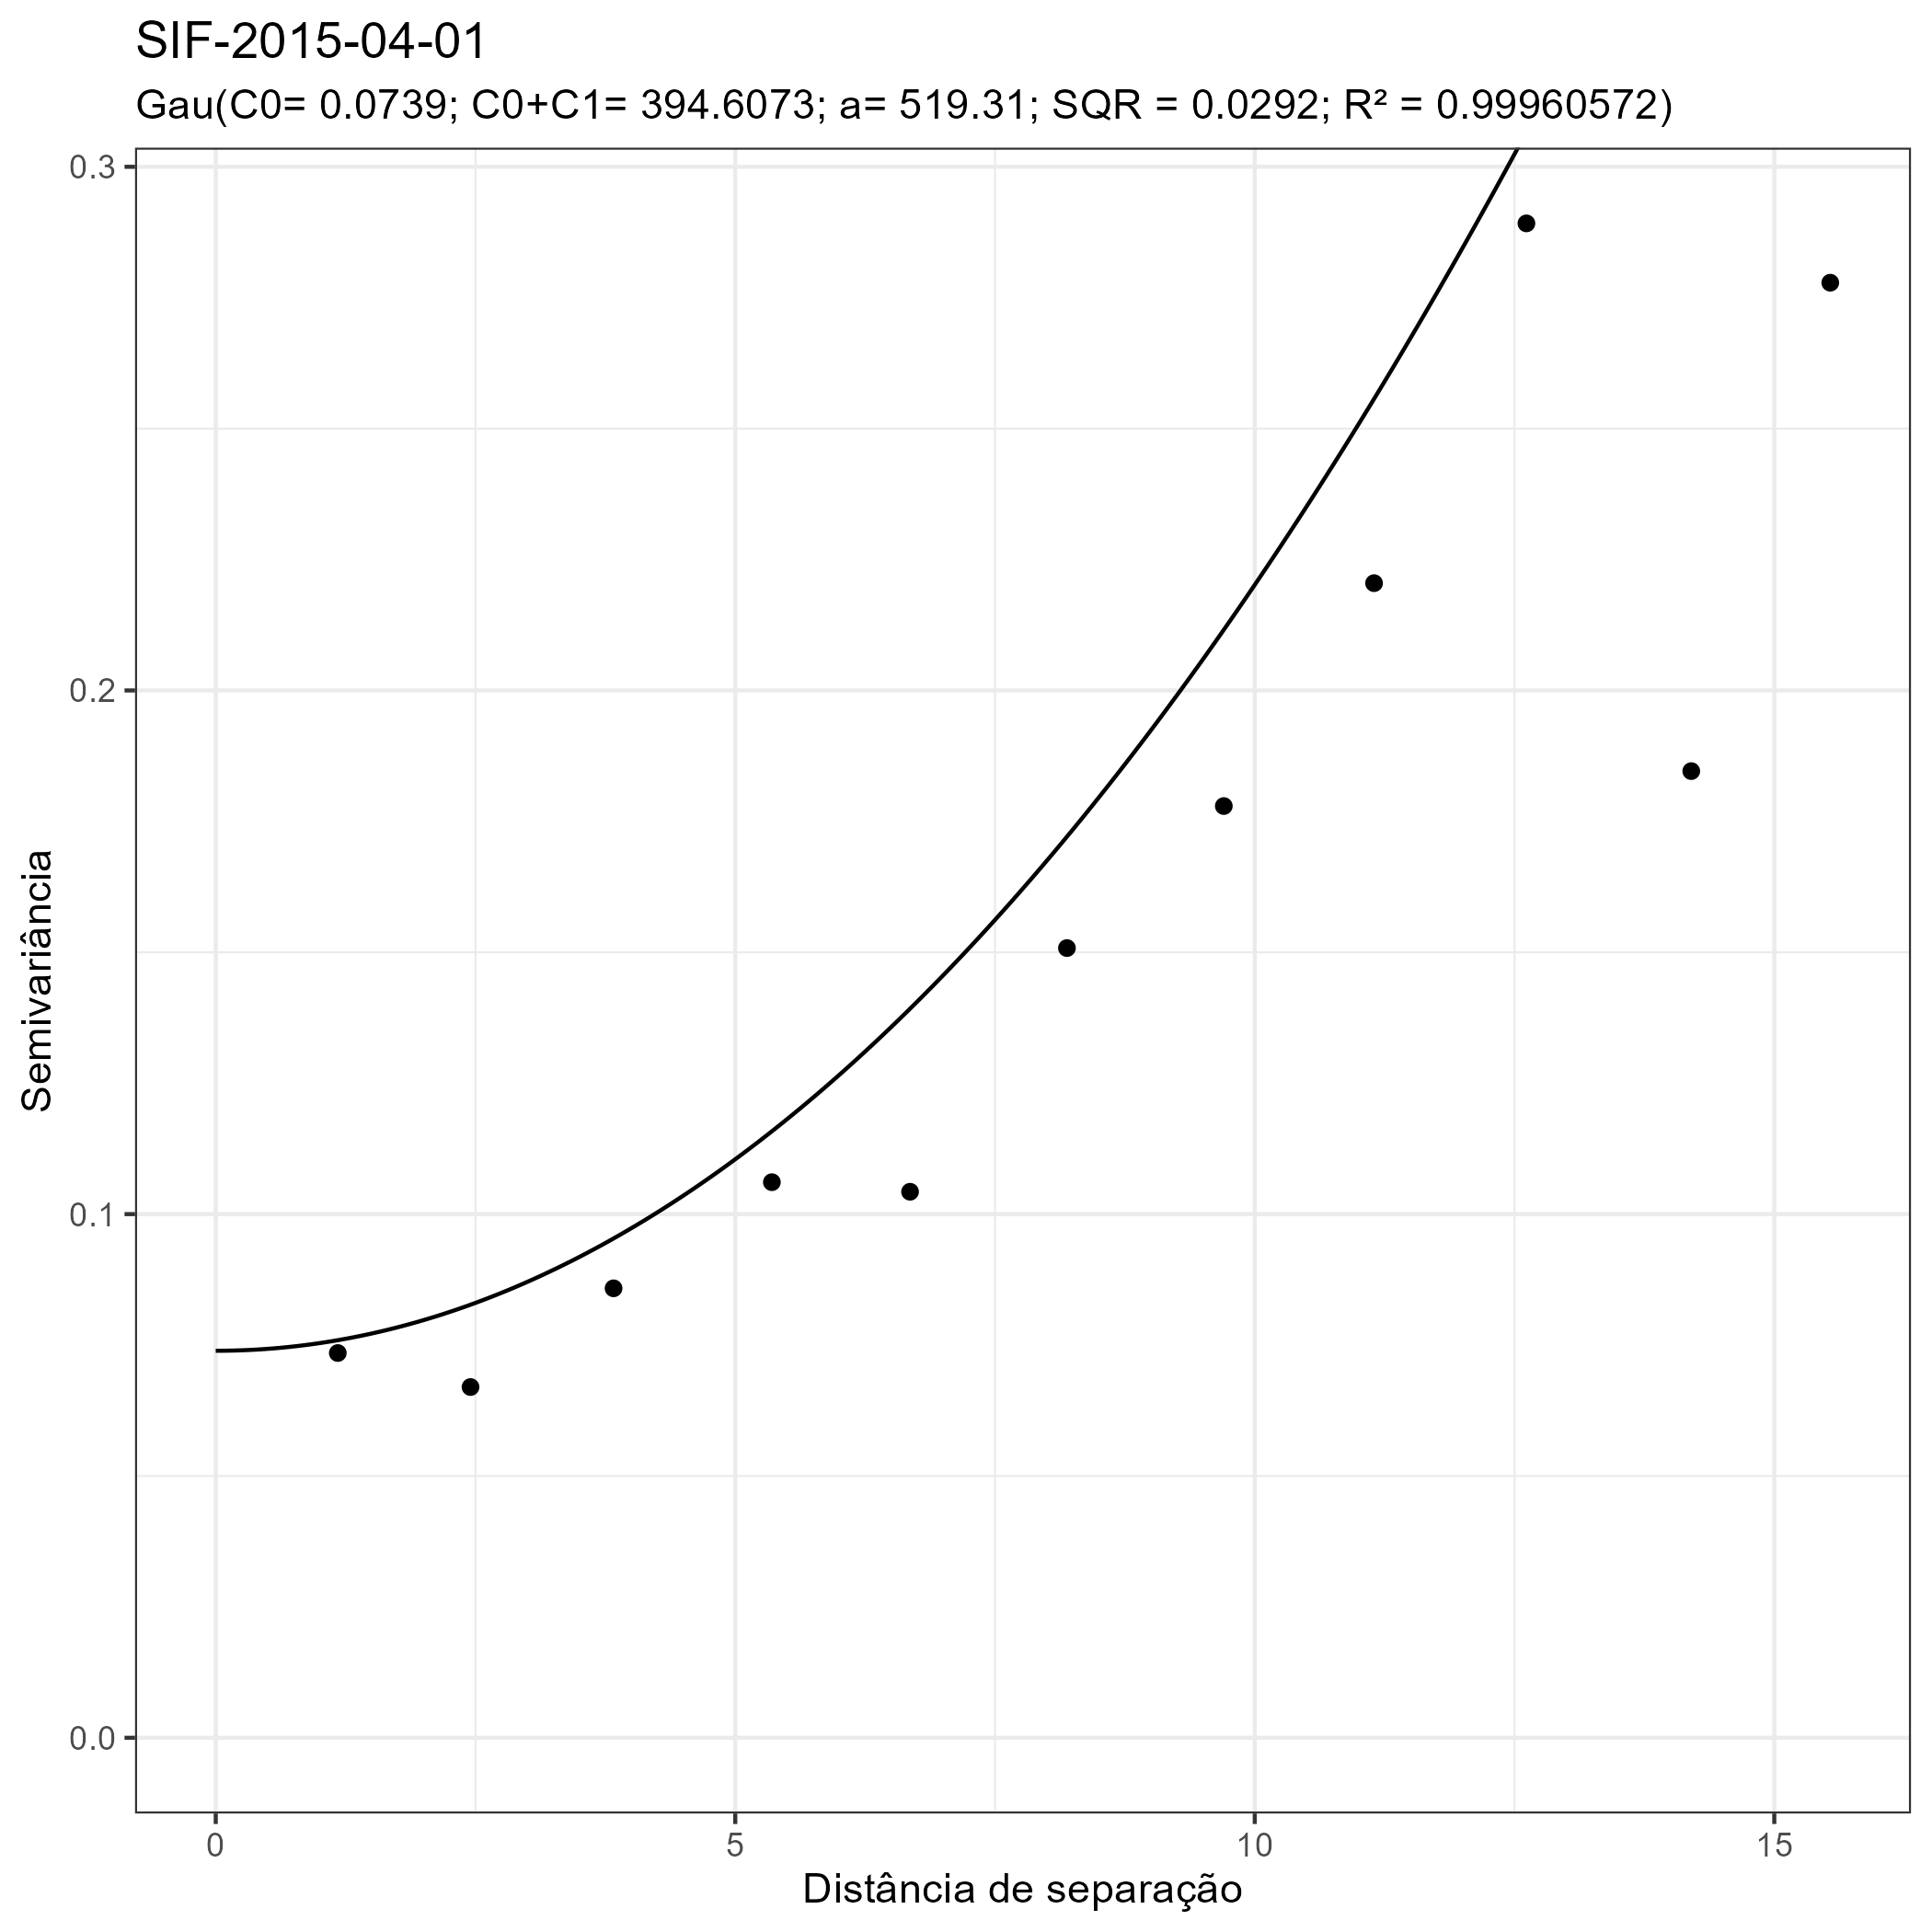 SIF-2015-04-01
Gau(C0= 0.0739; C0+C1= 394.6073; a= 519.31; SQR = 0.0292; R² = 0.99960572)
0.3
0.2
0.1
0.0
Semivariância
0 5 10 15
Distância de separação